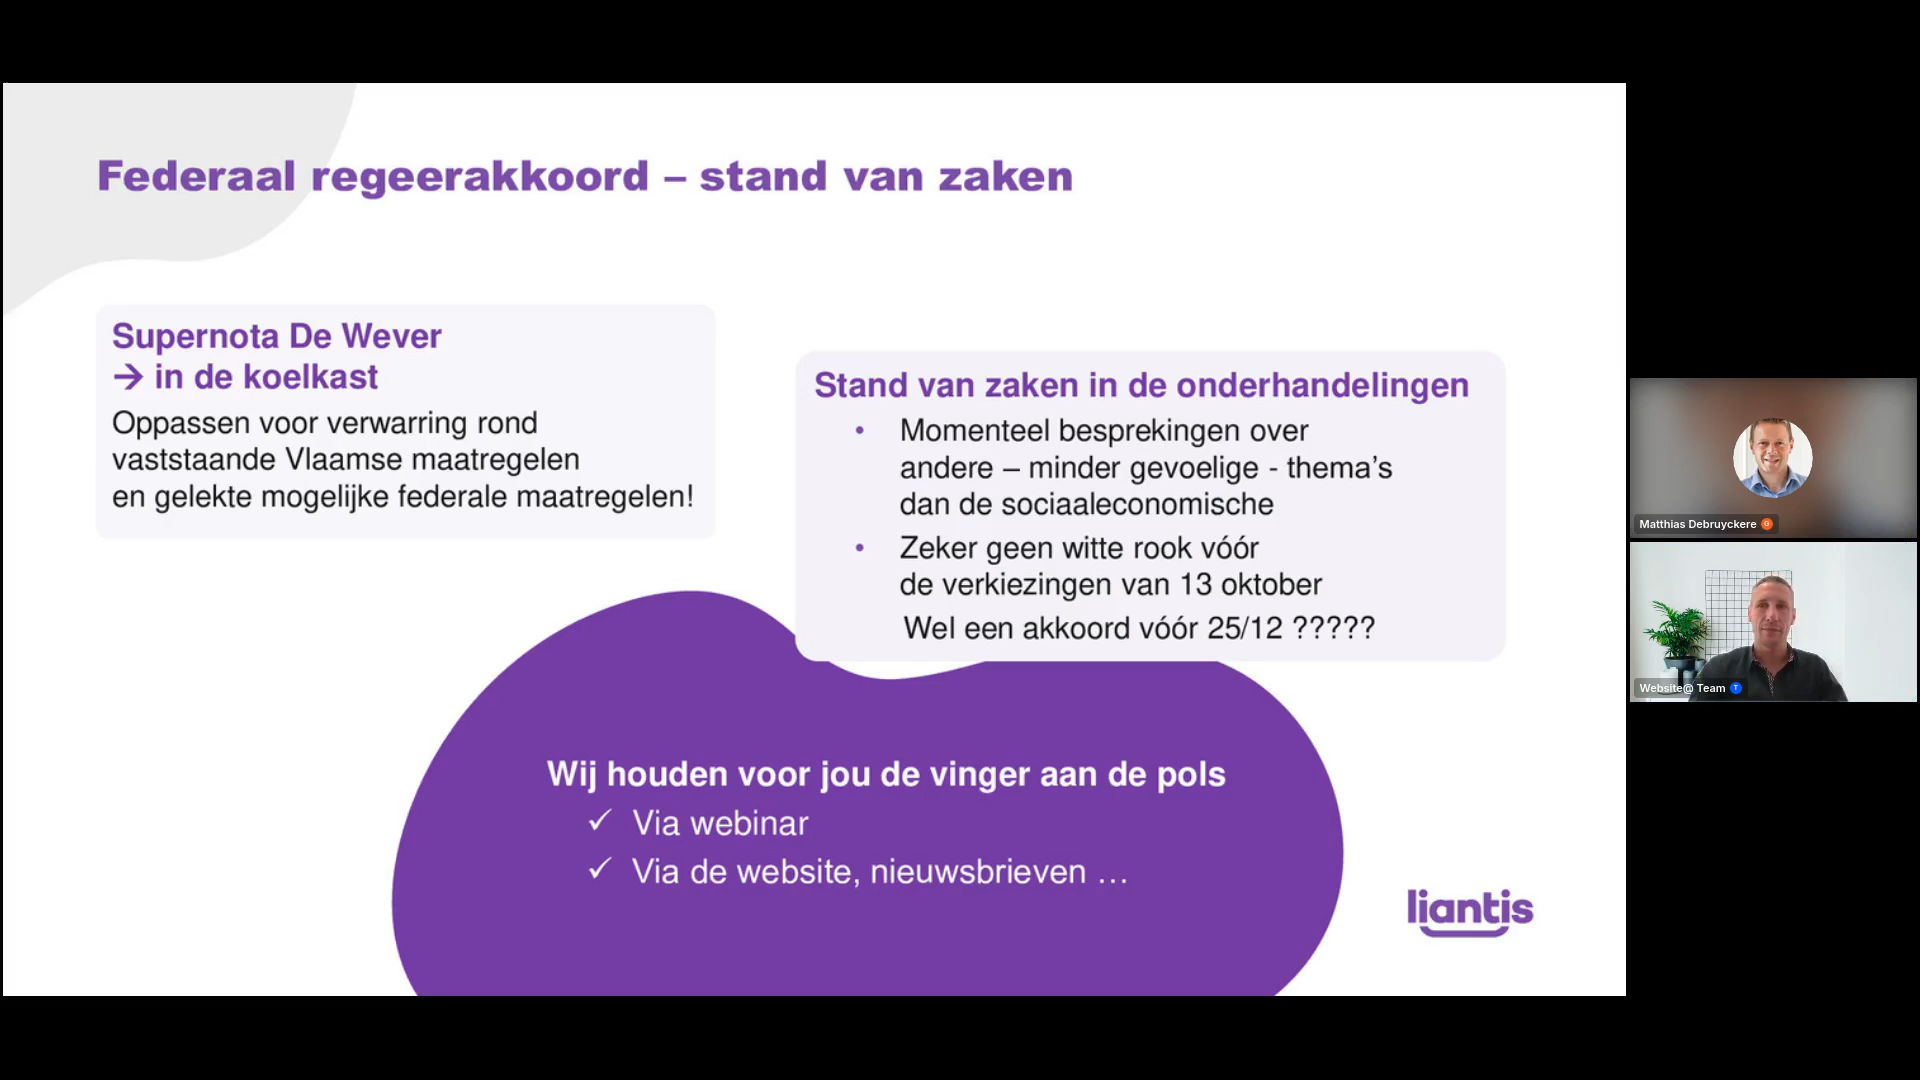 Federaal regeerakkoord – stand van zaken
Supernota De Wever
→ in de koelkast
Oppassen voor verwarring rond
vaststaande Vlaamse maatregelen
en gelekte mogelijke federale maatregelen!
Stand van zaken in de onderhandelingen
• Momenteel besprekingen over
andere – minder gevoelige - thema’s
dan de sociaaleconomische
• Zeker geen witte rook vóór
de verkiezingen van 13 oktober
Wel een akkoord vóór 25/12 ?????
Wij houden voor jou de vinger aan de pols
✓ Via webinar
✓ Via de website, nieuwsbrieven …
liantis
Matthias Debruyckere G
Website@ Team T